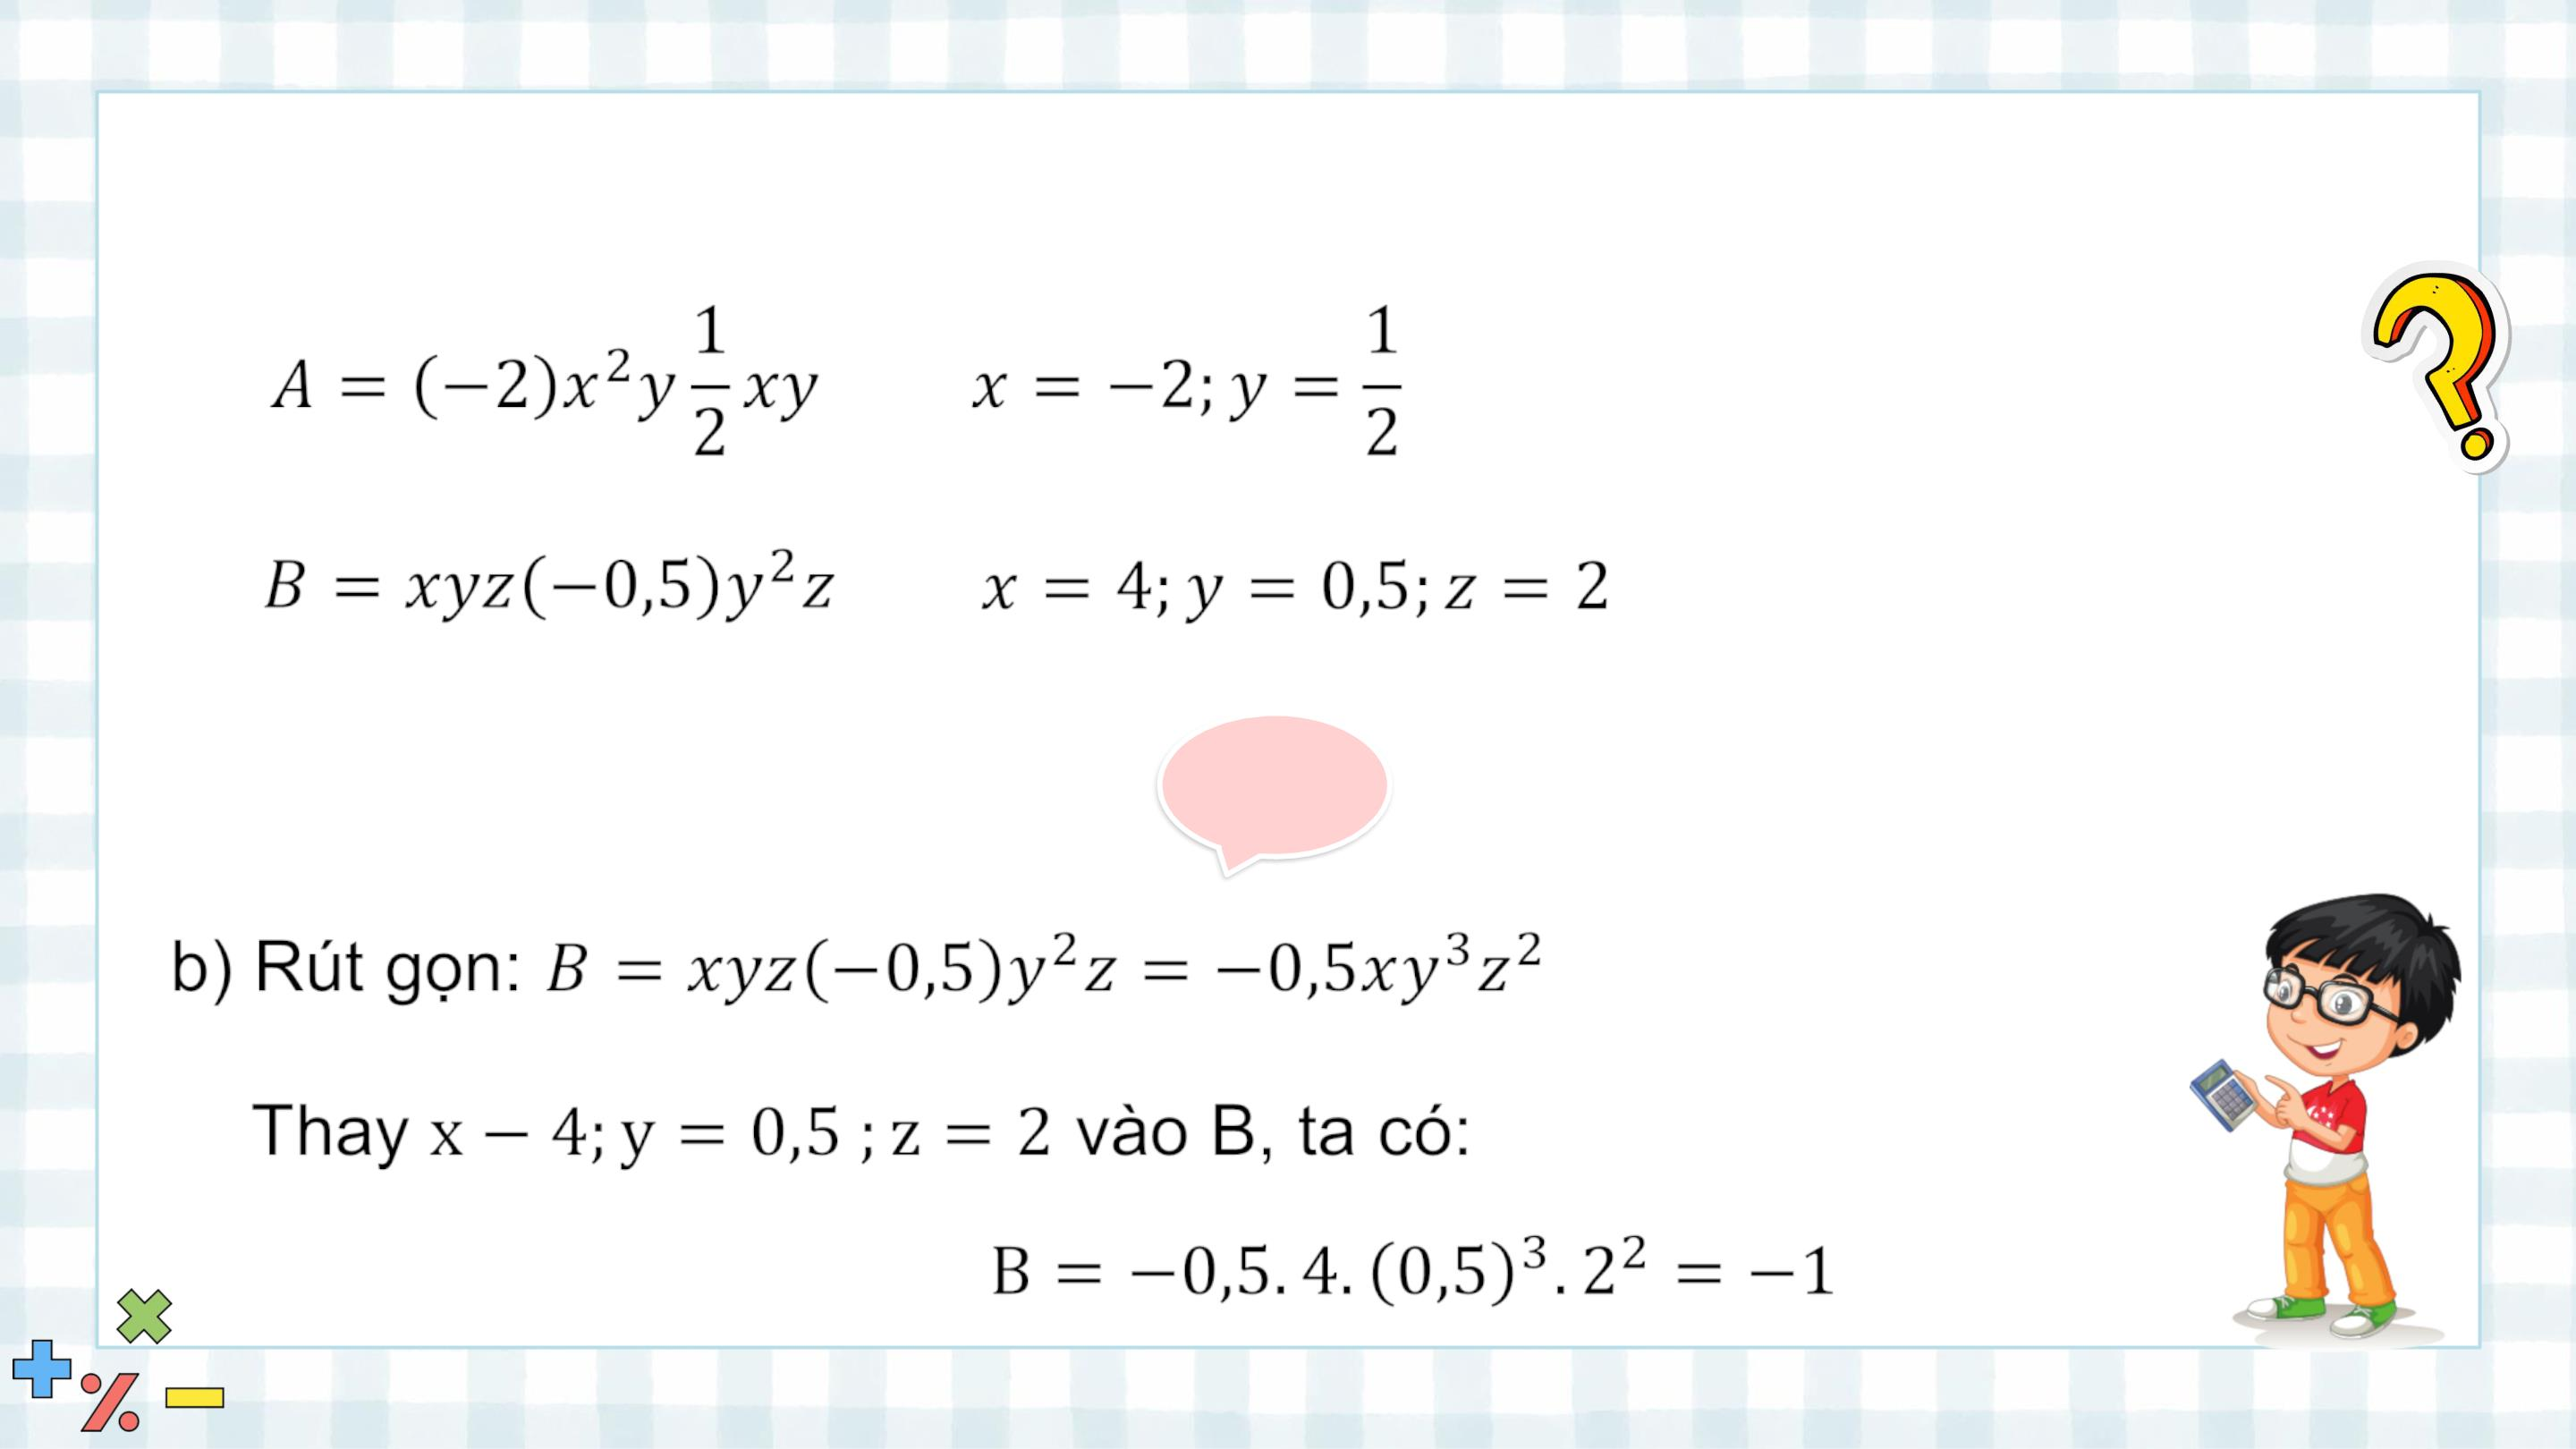 A = (−2)x²y 1/2 xy x = −2; y = 1/2
B = xyz(−0,5)y²z x = 4; y = 0,5; z = 2
b) Rút gọn: B = xyz(−0,5)y²z = −0,5xy³z²
Thay x − 4; y = 0,5 ; z = 2 vào B, ta có:
B = −0,5. 4. (0,5)³. 2² = −1